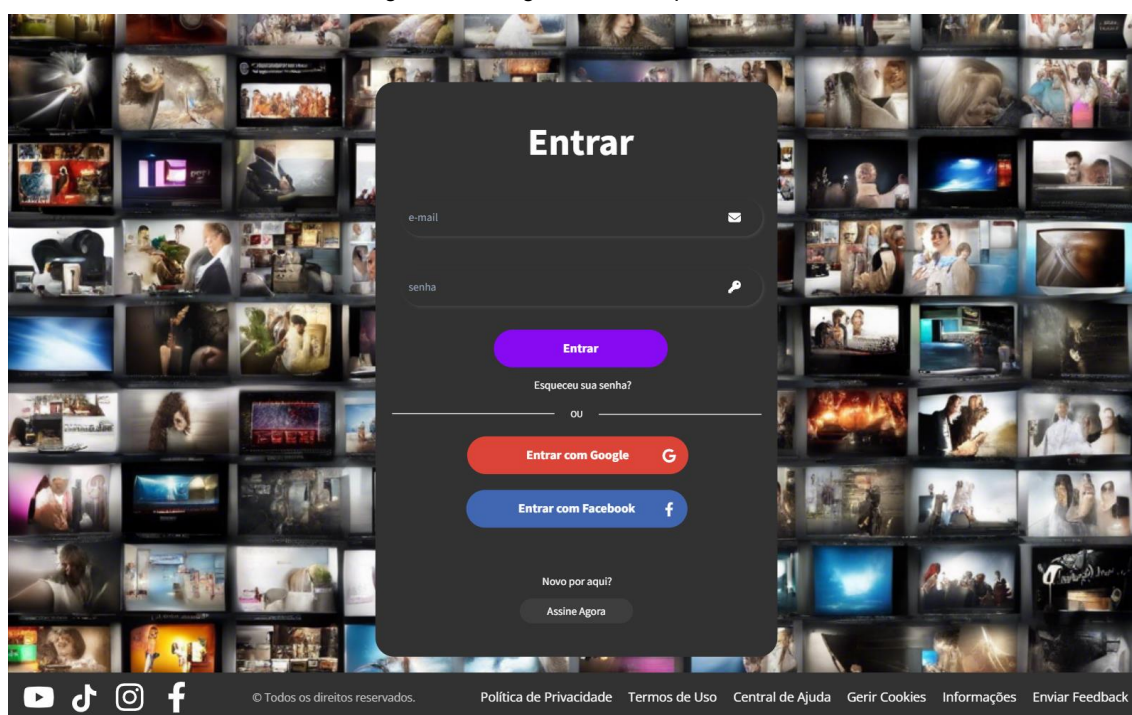 Entrar
e-mail
senha
Entrar
Esqueceu sua senha?
OU
Entrar com Google G
Entrar com Facebook f
Novo por aqui?
Assine Agora
© Todos os direitos reservados. Política de Privacidade Termos de Uso Central de Ajuda Gerir Cookies Informações Enviar Feedback